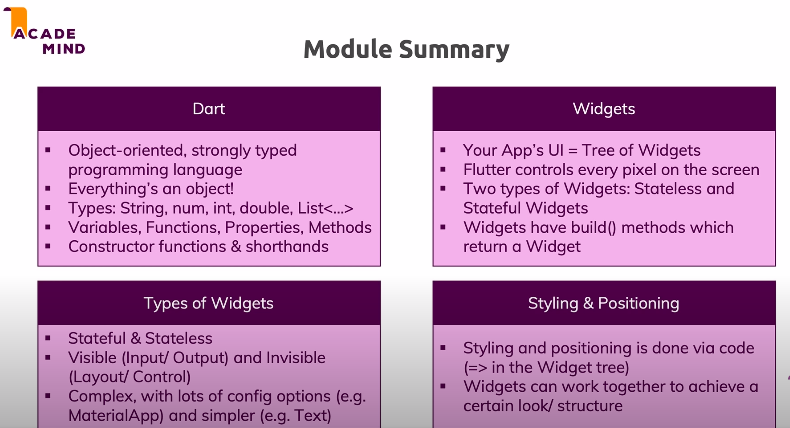 ACADE
MIND
Module Summary
Dart
Object-oriented, strongly typed
programming language
Everything's an object!
Types: String, num, int, double, List<...>
Variables, Functions, Properties, Methods
Constructor functions & shorthands
Widgets
Your App's UI = Tree of Widgets
Flutter controls every pixel on the screen
Two types of Widgets: Stateless and
Stateful Widgets
Widgets have build() methods which
return a Widget
Types of Widgets
Stateful & Stateless
Visible (Input/ Output) and Invisible
(Layout/ Control)
Complex, with lots of config options (e.g.
MaterialApp) and simpler (e.g. Text)
Styling & Positioning
Styling and positioning is done via code
(=> in the Widget tree)
Widgets can work together to achieve a
certain look/ structure